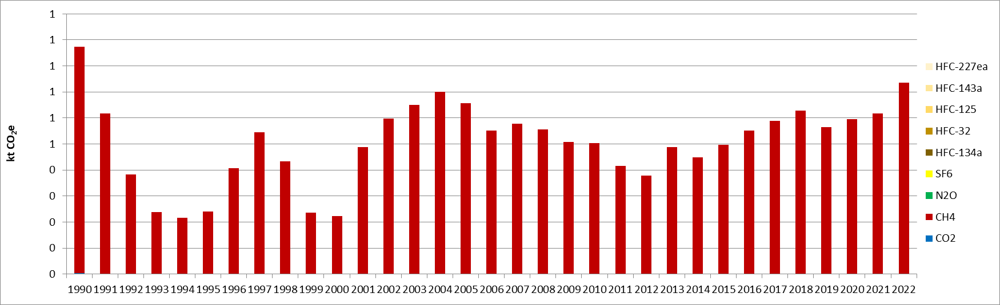 1
1
1
1
1
1
0
0
0
0
0
kt CO₂e
1990 1991 1992 1993 1994 1995 1996 1997 1998 1999 2000 2001 2002 2003 2004 2005 2006 2007 2008 2009 2010 2011 2012 2013 2014 2015 2016 2017 2018 2019 2020 2021 2022
HFC-227ea
HFC-143a
HFC-125
HFC-32
HFC-134a
SF6
N2O
CH4
CO2